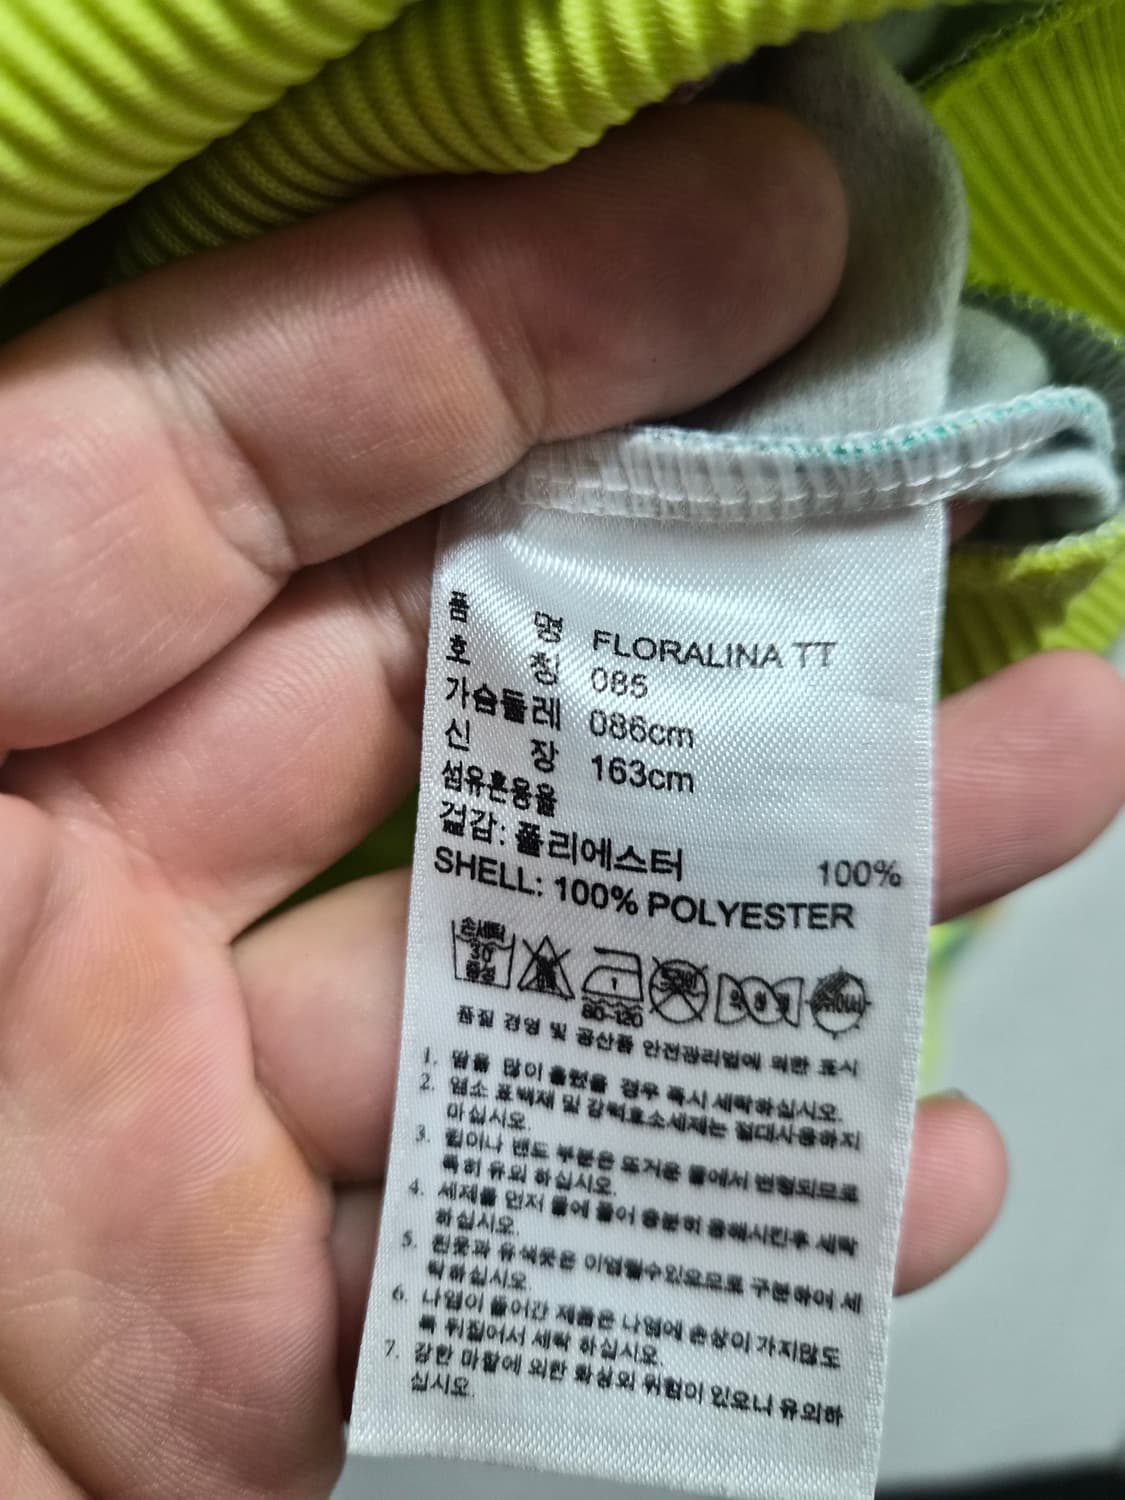 품 명 FLORALINA TT
호 칭 085
가슴둘레 086cm
신 장 163cm
섬유혼용율
겉감: 폴리에스터 100%
SHELL: 100% POLYESTER
손세탁
30
중성
1
80-120
품질 경영 및 공산품 안전관리법에 의한 표시
1. 땀을 많이 흘렸을 경우 즉시 세탁하십시오.
2. 염소 표백제 및 강력효소세제는 절대사용하지
마십시오.
3. 립이나 밴드 부분은 뜨거운 물에서 변형되므로
특히 유의 하십시오.
4. 세제를 먼저 물에 풀어 충분히 용해시킨후 세탁
하십시오.
5. 흰옷과 유색옷은 이염될수있으므로 구분하여 세
탁하십시오.
6. 나염이 들어간 제품은 나염에 손상이 가지않도
록 뒤집어서 세탁 하십시오.
7. 강한 마찰에 의한 화상의 위험이 있으니 유의하
십시오.